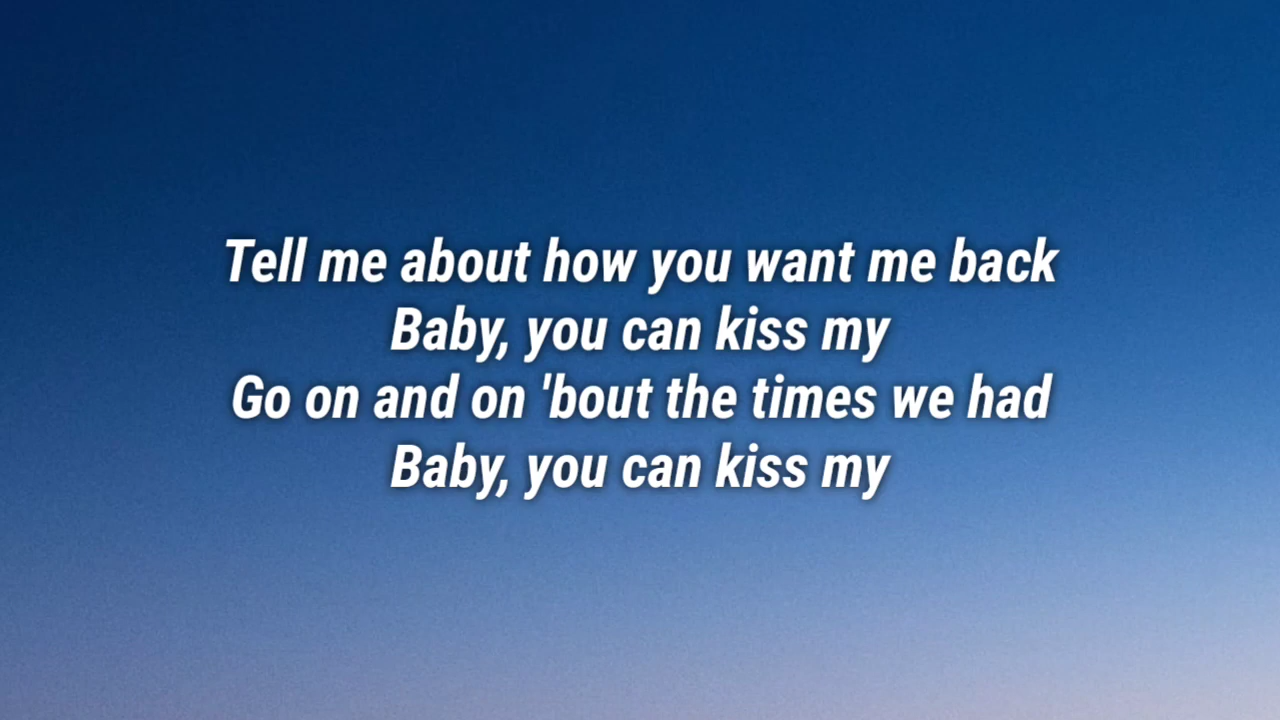 Tell me about how you want me back
Baby, you can kiss my
Go on and on 'bout the times we had
Baby, you can kiss my